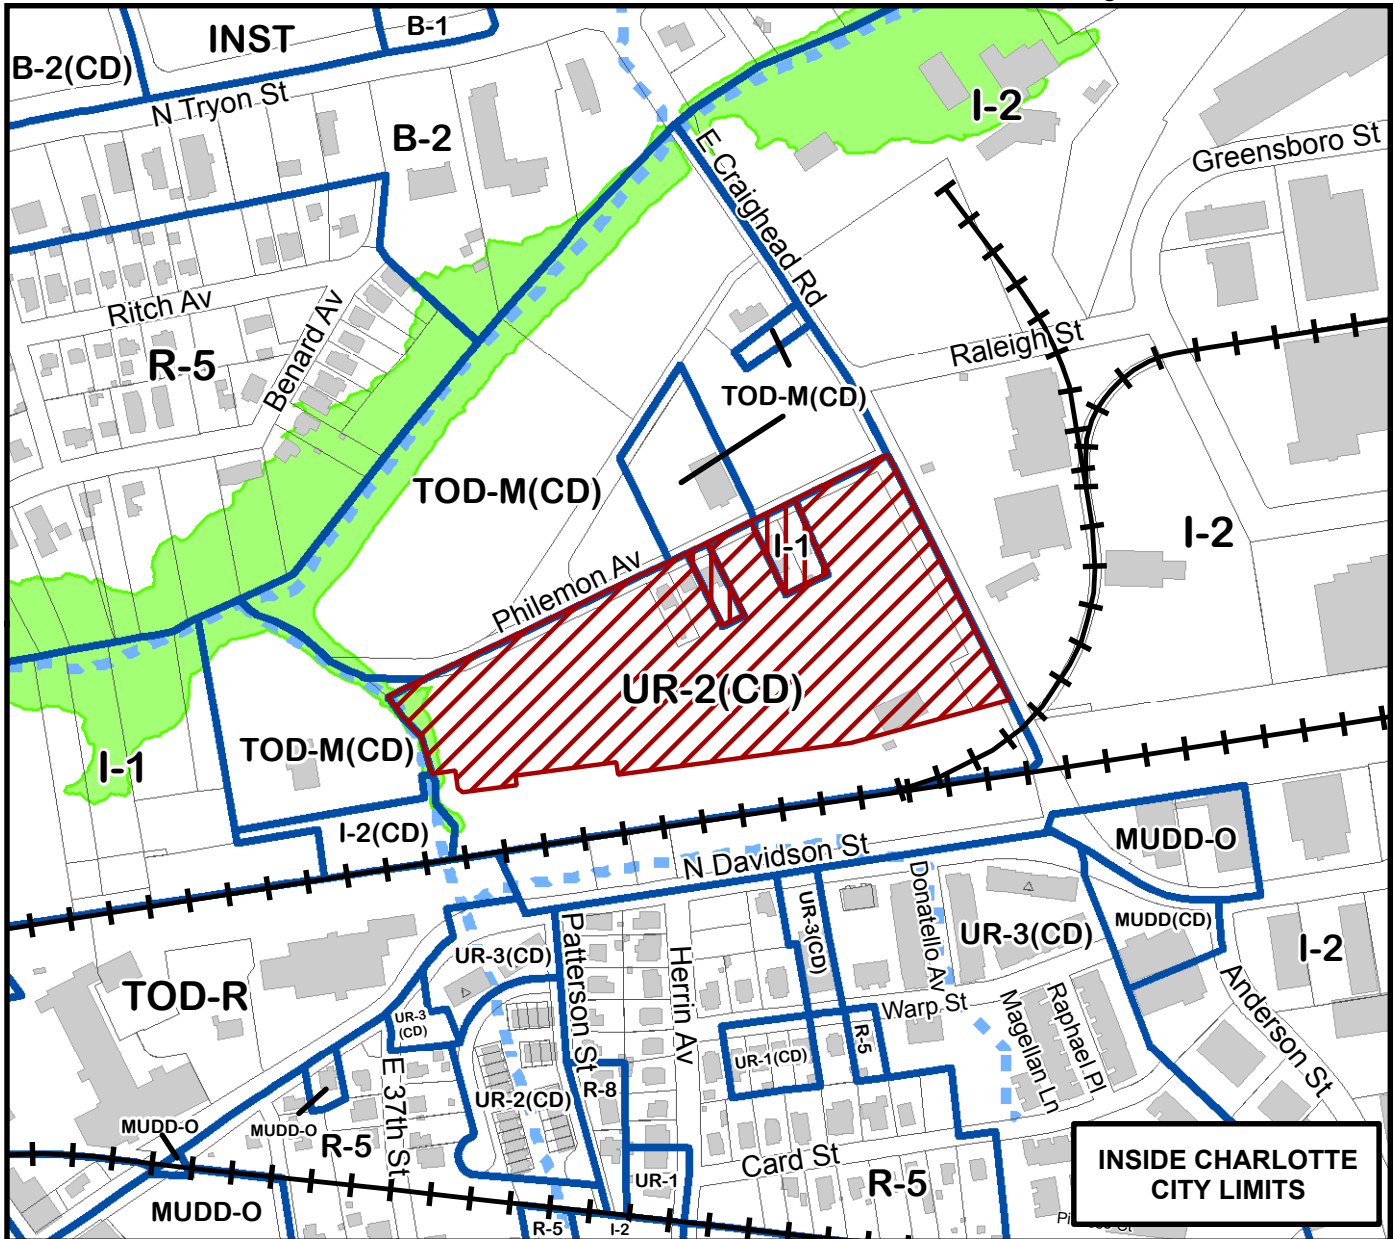 INST
B-1
B-2(CD)
N Tryon St
B-2
I-2
E Craighead Rd
Greensboro St
Ritch Av
Benard Av
R-5
Raleigh St
TOD-M(CD)
TOD-M(CD)
I-1
I-2
Philemon Av
UR-2(CD)
TOD-M(CD)
I-1
I-2(CD)
N Davidson St
MUDD-O
Donatello Av
UR-3(CD)
MUDD(CD)
UR-3(CD)
I-2
Patterson St
UR-3(CD)
Herrin Av
TOD-R
Anderson St
UR-3
(CD)
Warp St
Magellan Ln
Raphael Pl
R-5
UR-1(CD)
E 37th St
R-8
UR-2(CD)
MUDD-O
MUDD-O
R-5
Card St
R-5
UR-1
INSIDE CHARLOTTE
CITY LIMITS
MUDD-O
R-5
I-2